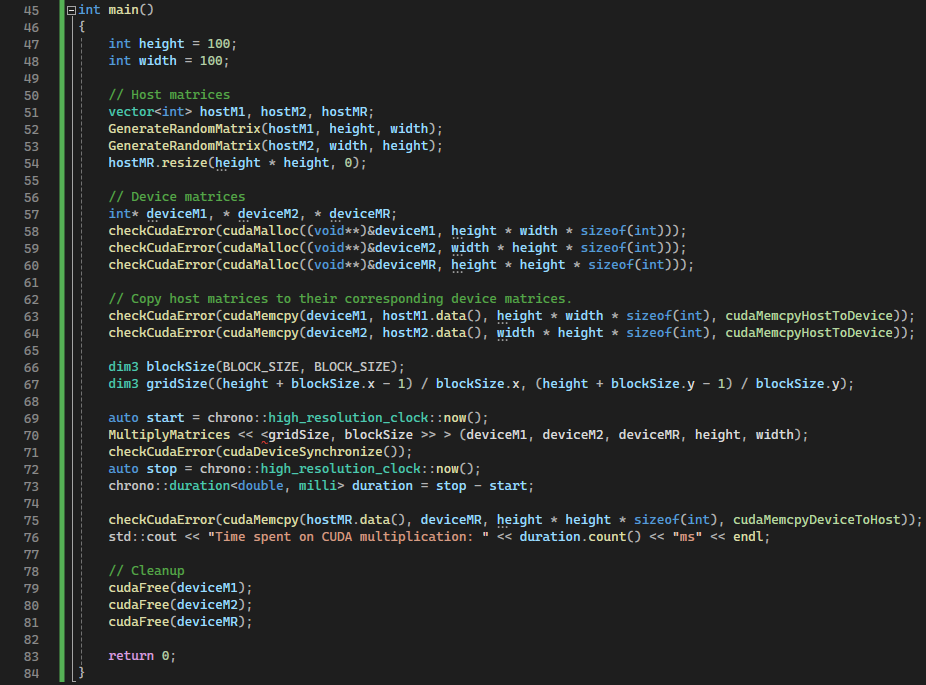 45 int main()
46 {
47 int height = 100;
48 int width = 100;
49
50 // Host matrices
51 vector<int> hostM1, hostM2, hostMR;
52 GenerateRandomMatrix(hostM1, height, width);
53 GenerateRandomMatrix(hostM2, width, height);
54 hostMR.resize(height * height, 0);
55
56 // Device matrices
57 int* deviceM1, * deviceM2, * deviceMR;
58 checkCudaError(cudaMalloc((void**)&deviceM1, height * width * sizeof(int)));
59 checkCudaError(cudaMalloc((void**)&deviceM2, width * height * sizeof(int)));
60 checkCudaError(cudaMalloc((void**)&deviceMR, height * height * sizeof(int)));
61
62 // Copy host matrices to their corresponding device matrices.
63 checkCudaError(cudaMemcpy(deviceM1, hostM1.data(), height * width * sizeof(int), cudaMemcpyHostToDevice));
64 checkCudaError(cudaMemcpy(deviceM2, hostM2.data(), width * height * sizeof(int), cudaMemcpyHostToDevice));
65
66 dim3 blockSize(BLOCK_SIZE, BLOCK_SIZE);
67 dim3 gridSize((height + blockSize.x - 1) / blockSize.x, (height + blockSize.y - 1) / blockSize.y);
68
69 auto start = chrono::high_resolution_clock::now();
70 MultiplyMatrices << <gridSize, blockSize >> > (deviceM1, deviceM2, deviceMR, height, width);
71 checkCudaError(cudaDeviceSynchronize());
72 auto stop = chrono::high_resolution_clock::now();
73 chrono::duration<double, milli> duration = stop - start;
74
75 checkCudaError(cudaMemcpy(hostMR.data(), deviceMR, height * height * sizeof(int), cudaMemcpyDeviceToHost));
76 std::cout << "Time spent on CUDA multiplication: " << duration.count() << "ms" << endl;
77
78 // Cleanup
79 cudaFree(deviceM1);
80 cudaFree(deviceM2);
81 cudaFree(deviceMR);
82
83 return 0;
84 }